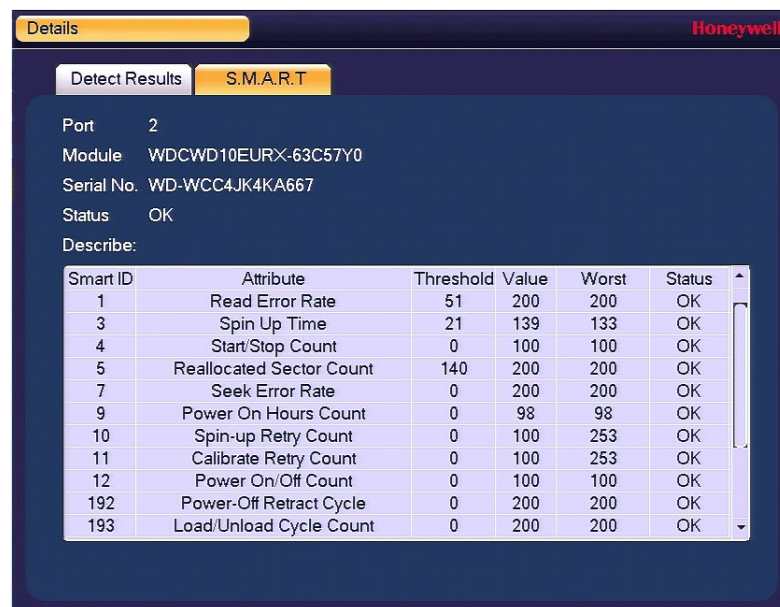 Details
Honeywell
Detect Results S.M.A.R.T
Port 2
Module WDCWD10EURX-63C57Y0
Serial No. WD-WCC4JK4KA667
Status OK
Describe:
Smart ID Attribute Threshold Value Worst Status
1 Read Error Rate 51 200 200 OK
3 Spin Up Time 21 139 133 OK
4 Start/Stop Count 0 100 100 OK
5 Reallocated Sector Count 140 200 200 OK
7 Seek Error Rate 0 200 200 OK
9 Power On Hours Count 0 98 98 OK
10 Spin-up Retry Count 0 100 253 OK
11 Calibrate Retry Count 0 100 253 OK
12 Power On/Off Count 0 100 100 OK
192 Power-Off Retract Cycle 0 200 200 OK
193 Load/Unload Cycle Count 0 200 200 OK